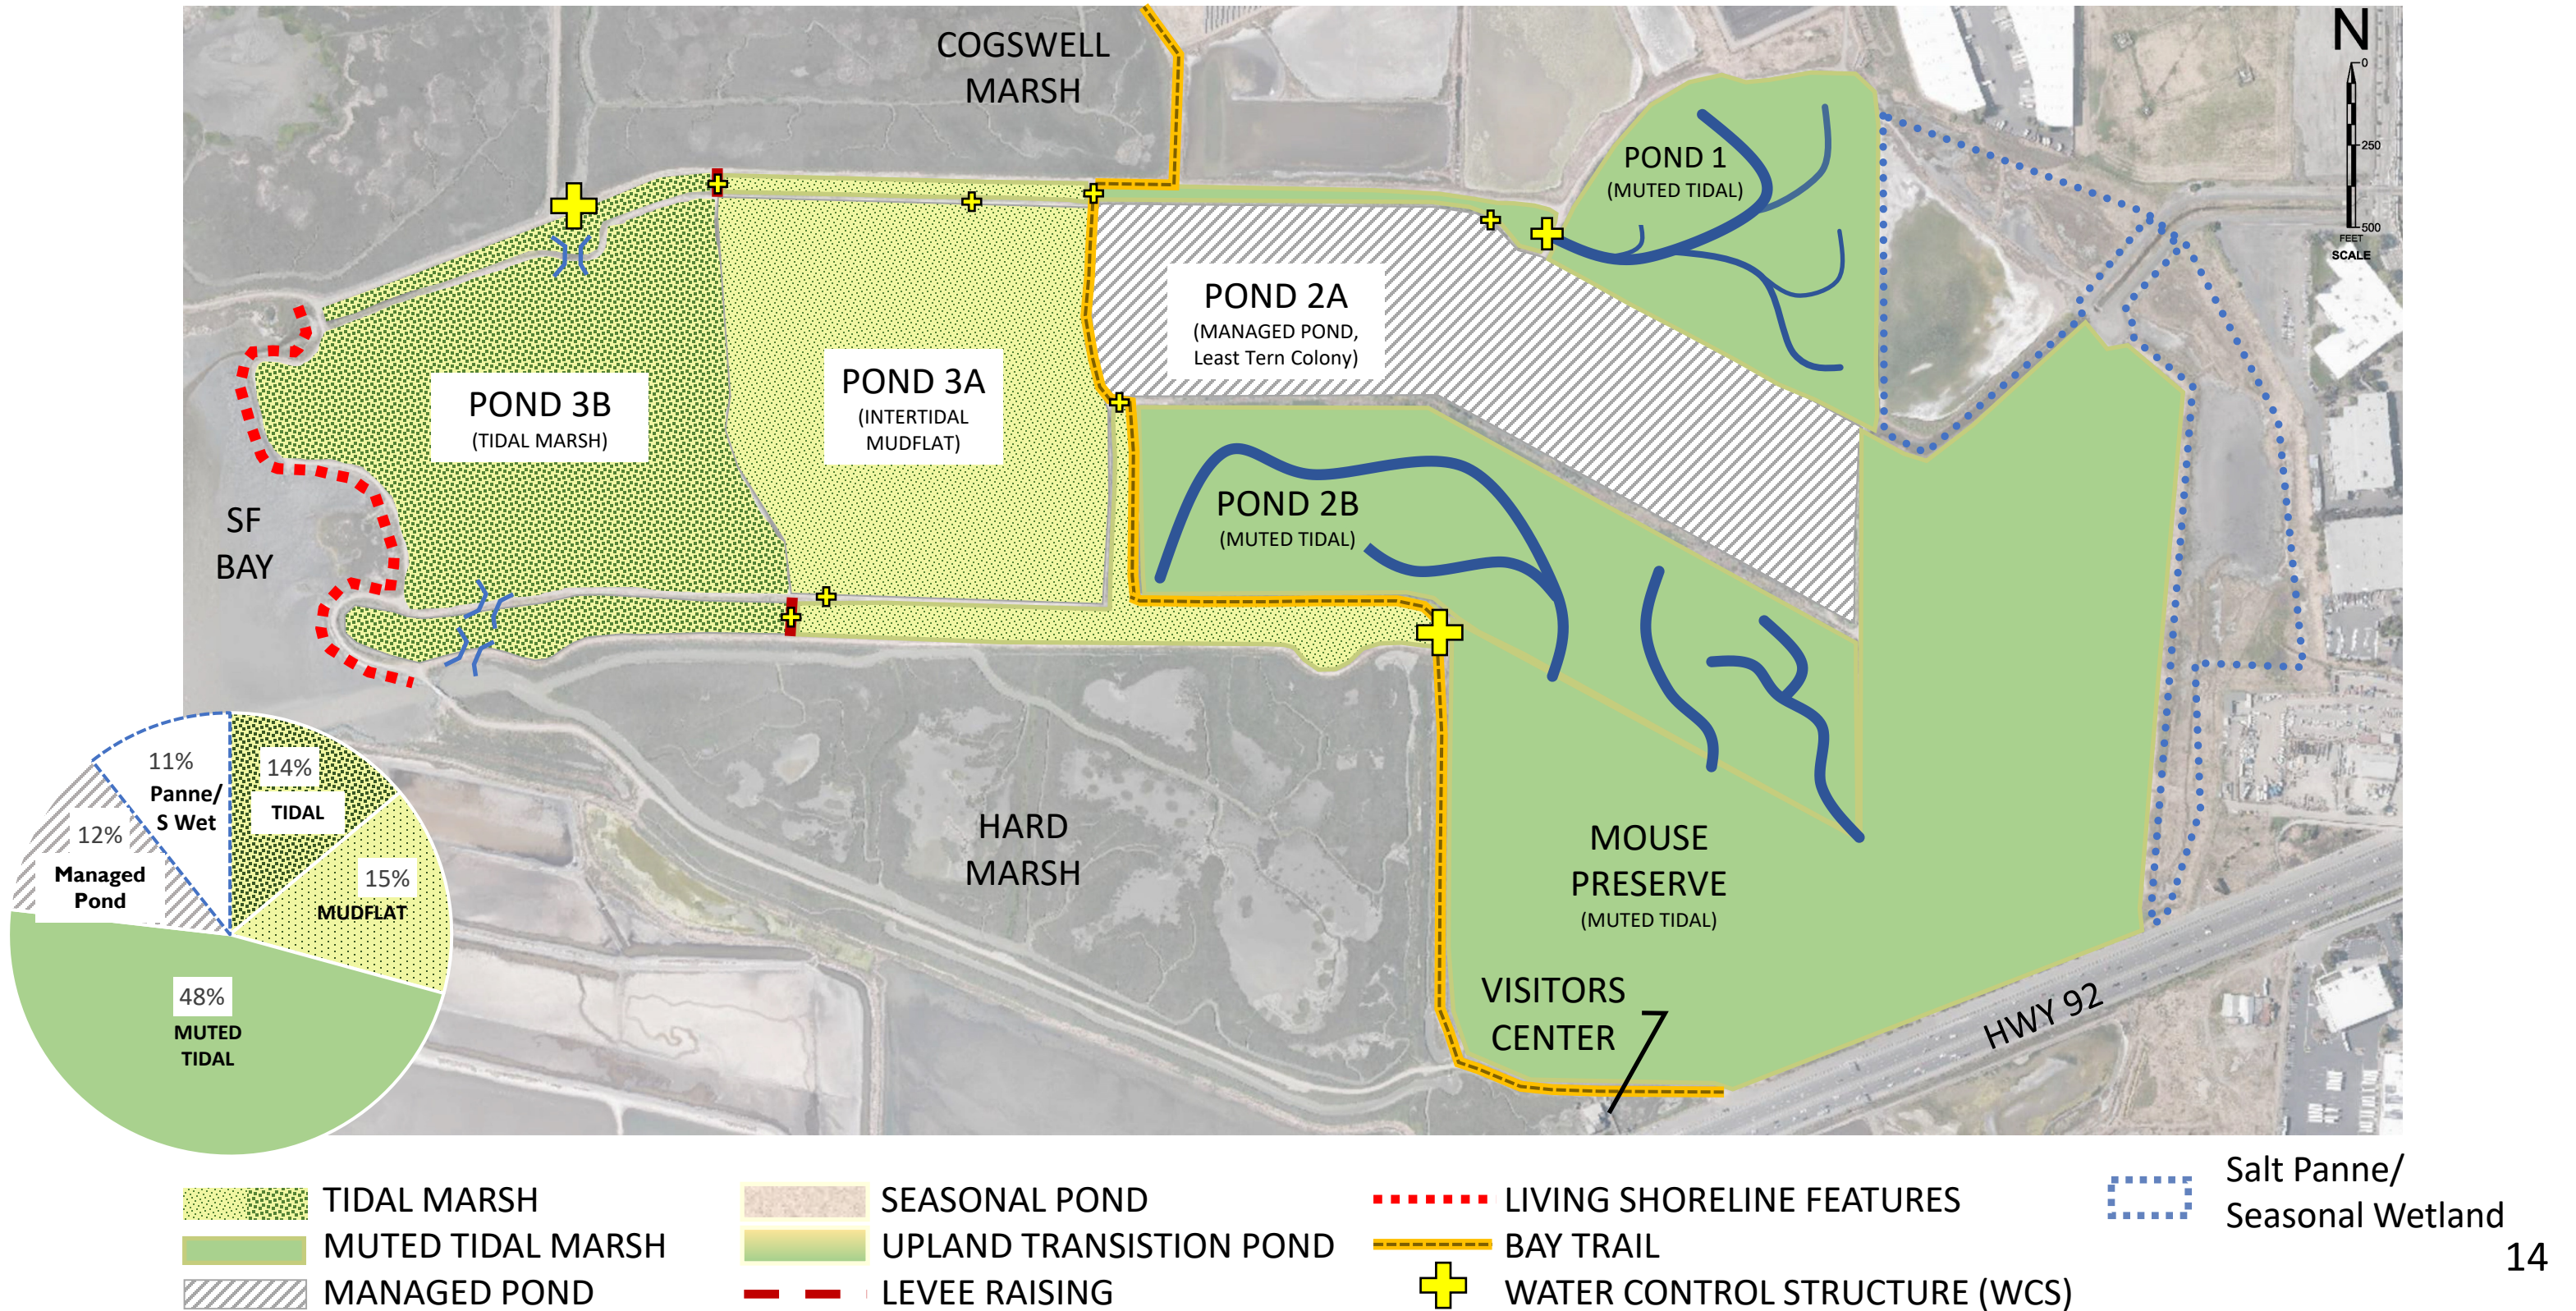 COGSWELL
MARSH
N
0
250
500
FEET
SCALE
POND 1
(MUTED TIDAL)
POND 2A
(MANAGED POND,
Least Tern Colony)
POND 3A
(INTERTIDAL
MUDFLAT)
POND 3B
(TIDAL MARSH)
POND 2B
(MUTED TIDAL)
SF
BAY
HARD
MARSH
MOUSE
PRESERVE
(MUTED TIDAL)
VISITORS
CENTER
HWY 92
11%
Panne/
S Wet
14%
TIDAL
12%
Managed
Pond
15%
MUDFLAT
48%
MUTED
TIDAL
TIDAL MARSH
MUTED TIDAL MARSH
MANAGED POND
SEASONAL POND
UPLAND TRANSISTION POND
LEVEE RAISING
LIVING SHORELINE FEATURES
BAY TRAIL
WATER CONTROL STRUCTURE (WCS)
Salt Panne/
Seasonal Wetland
14